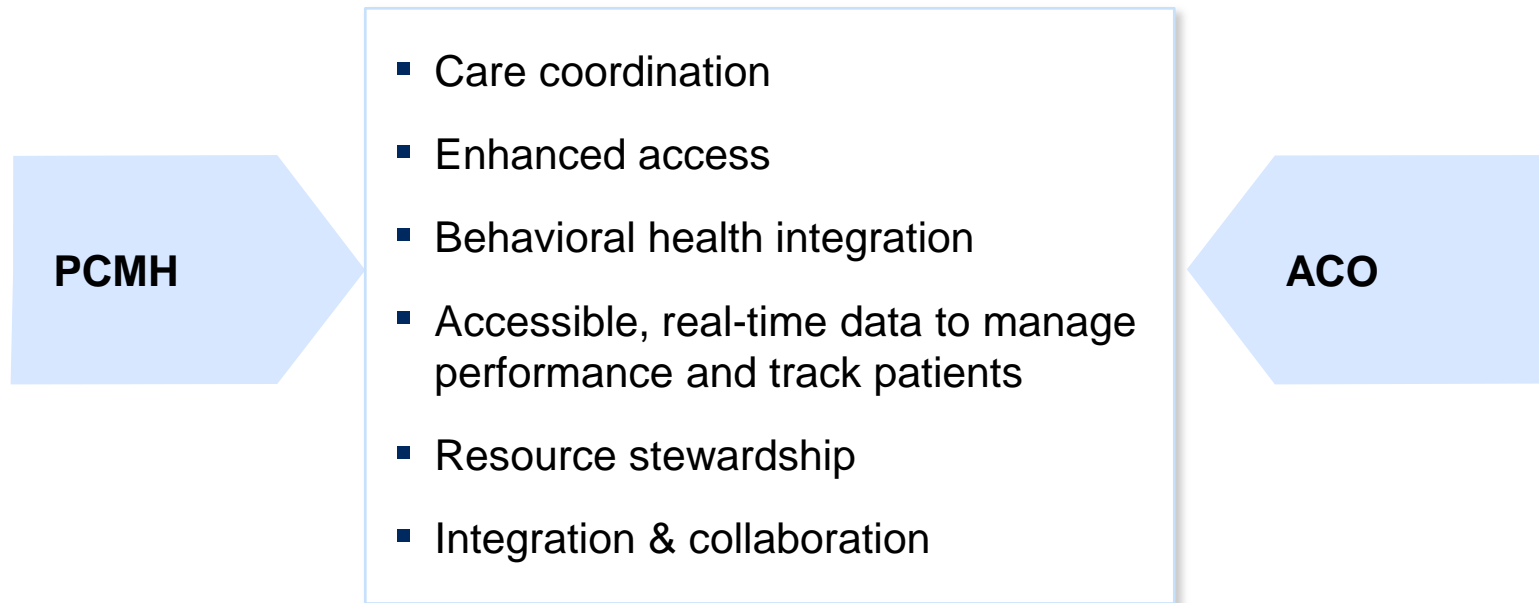 PCMH
▪ Care coordination
▪ Enhanced access
▪ Behavioral health integration
▪ Accessible, real-time data to manage
performance and track patients
▪ Resource stewardship
▪ Integration & collaboration
ACO